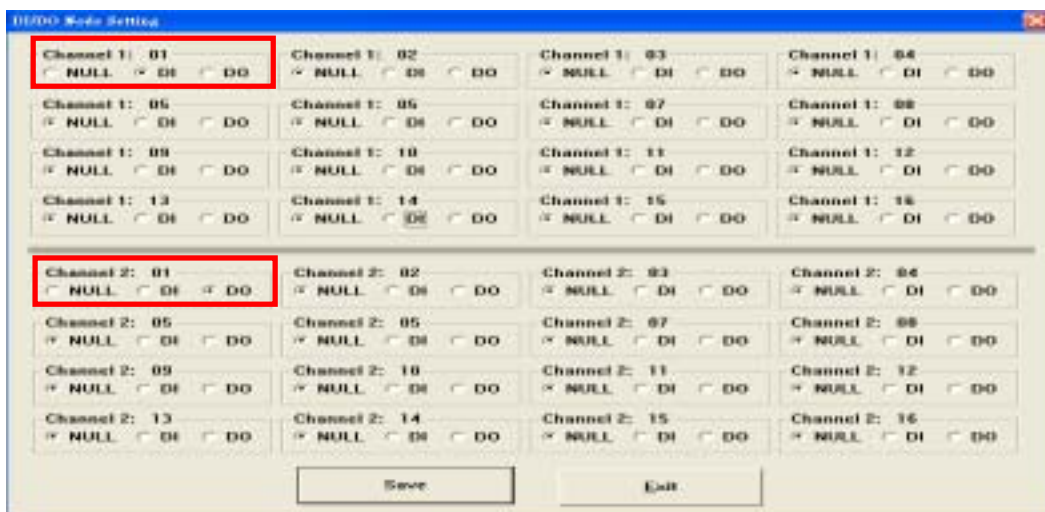 DI/DO Mode Setting
Channel 1: 01 Channel 1: 02 Channel 1: 03 Channel 1: 04
NULL DI DO NULL DI DO NULL DI DO NULL DI DO
Channel 1: 05 Channel 1: 05 Channel 1: 07 Channel 1: 08
NULL DI DO NULL DI DO NULL DI DO NULL DI DO
Channel 1: 09 Channel 1: 10 Channel 1: 11 Channel 1: 12
NULL DI DO NULL DI DO NULL DI DO NULL DI DO
Channel 1: 13 Channel 1: 14 Channel 1: 15 Channel 1: 16
NULL DI DO NULL DI DO NULL DI DO NULL DI DO
Channel 2: 01 Channel 2: 02 Channel 2: 03 Channel 2: 04
NULL DI DO NULL DI DO NULL DI DO NULL DI DO
Channel 2: 05 Channel 2: 05 Channel 2: 07 Channel 2: 08
NULL DI DO NULL DI DO NULL DI DO NULL DI DO
Channel 2: 09 Channel 2: 10 Channel 2: 11 Channel 2: 12
NULL DI DO NULL DI DO NULL DI DO NULL DI DO
Channel 2: 13 Channel 2: 14 Channel 2: 15 Channel 2: 16
NULL DI DO NULL DI DO NULL DI DO NULL DI DO
Save Exit